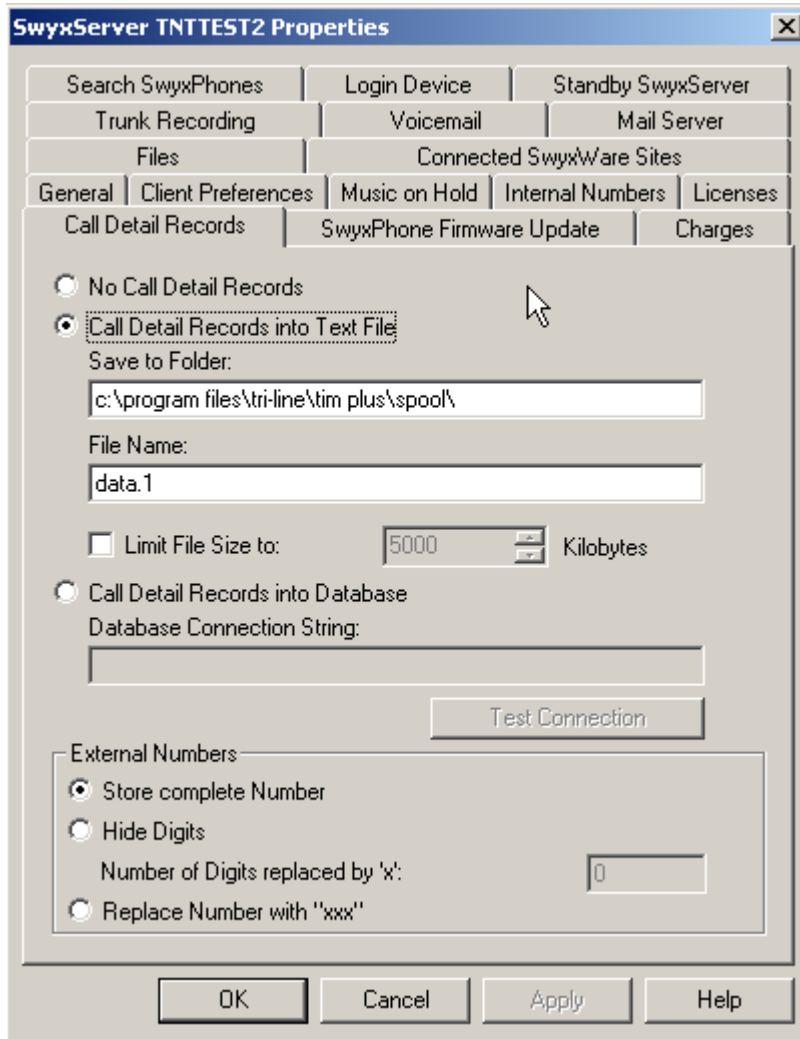 SwyxServer TNTTEST2 Properties
Search SwyxPhones Login Device Standby SwyxServer
Trunk Recording Voicemail Mail Server
Files Connected SwyxWare Sites
General Client Preferences Music on Hold Internal Numbers Licenses
Call Detail Records SwyxPhone Firmware Update Charges
No Call Detail Records
Call Detail Records into Text File
Save to Folder:
c:\program files\tri-line\tim plus\spool\
File Name:
data.1
Limit File Size to: 5000 Kilobytes
Call Detail Records into Database
Database Connection String:
Test Connection
External Numbers
Store complete Number
Hide Digits
Number of Digits replaced by 'x': 0
Replace Number with "xxx"
OK Cancel Apply Help